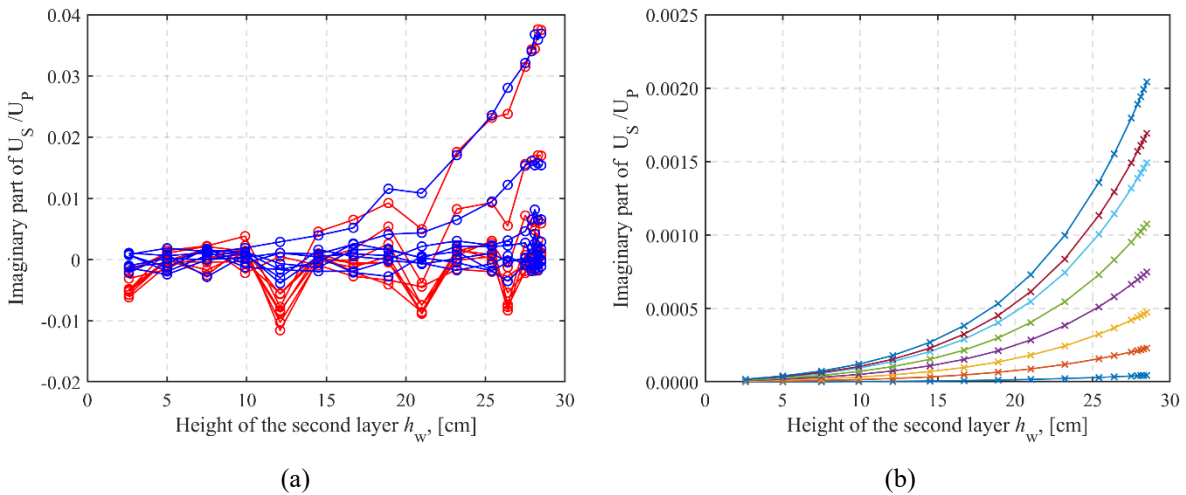 0.04
0.03
0.02
0.01
0
-0.01
-0.02
Imaginary part of U_S /U_P
0 5 10 15 20 25 30
Height of the second layer h_w, [cm]
(a)
0.0025
0.0020
0.0015
0.0010
0.0005
0.0000
Imaginary part of U_S /U_P
0 5 10 15 20 25 30
Height of the second layer h_w, [cm]
(b)